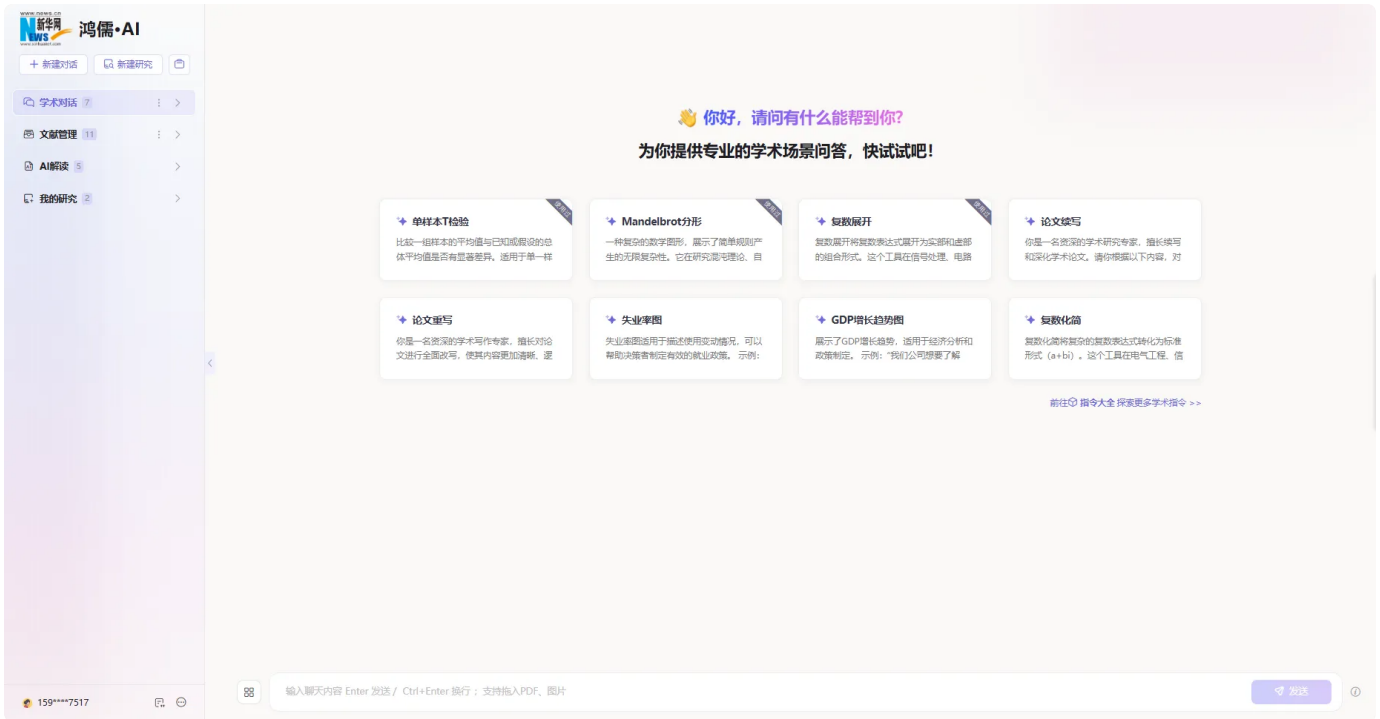 www.news.cn
新华网
NEWS
www.xinhuanet.com
鸿儒•AI
新建对话
新建研究
学术对话 7
文献管理 11
AI解读 5
我的研究 2
159****7517
👋 你好，请问有什么能帮到你？
为你提供专业的学术场景问答，快试试吧！
单样本T检验
比较一组样本的平均值与已知或假设的总
体平均值是否有显著差异。适用于单一样
Mandelbrot分形
一种复杂的数学图形，展示了简单规则产
生的无限复杂性。它在研究混沌理论、自
复数展开
复数展开将复数表达式展开为实部和虚部
的组合形式。这个工具在信号处理、电路
论文续写
你是一名资深的学术研究专家，擅长续写
和深化学术论文。请你根据以下内容，对
论文重写
你是一名资深的学术写作专家，擅长对论
文进行全面改写，使其内容更加清晰、逻
失业率图
失业率图适用于描述使用变动情况，可以
帮助决策者制定有效的就业政策。 示例：
GDP增长趋势图
展示了GDP增长趋势，适用于经济分析和
政策制定。 示例：“我们公司想要了解
复数化简
复数化简将复杂的复数表达式转化为标准
形式（a+bi）。这个工具在电气工程、信
前往 指令大全 探索更多学术指令 >>
输入聊天内容 Enter 发送 / Ctrl+Enter 换行 ；支持拖入PDF、图片
发送